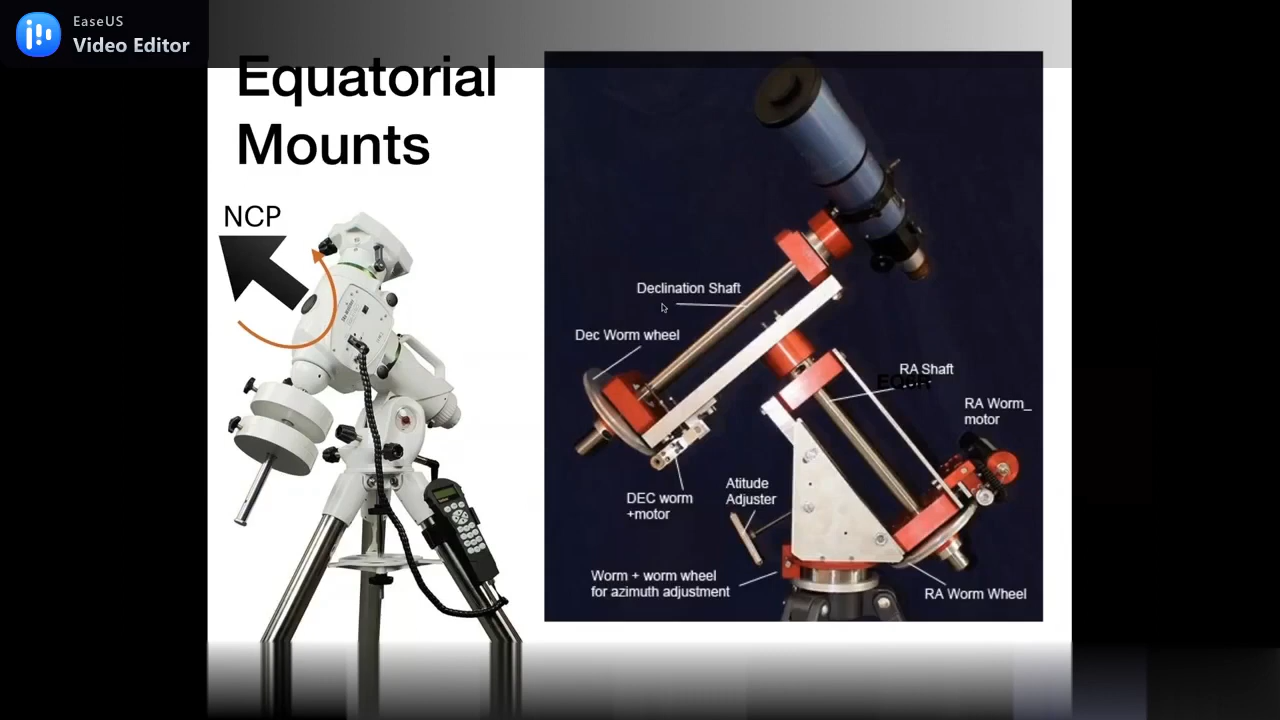 EaseUS
Video Editor
Equatorial
Mounts
NCP
Declination Shaft
Dec Worm wheel
RA Shaft
RA Worm_
motor
DEC worm
+motor
Atitude
Adjuster
Worm + worm wheel
for azimuth adjustment
RA Worm Wheel